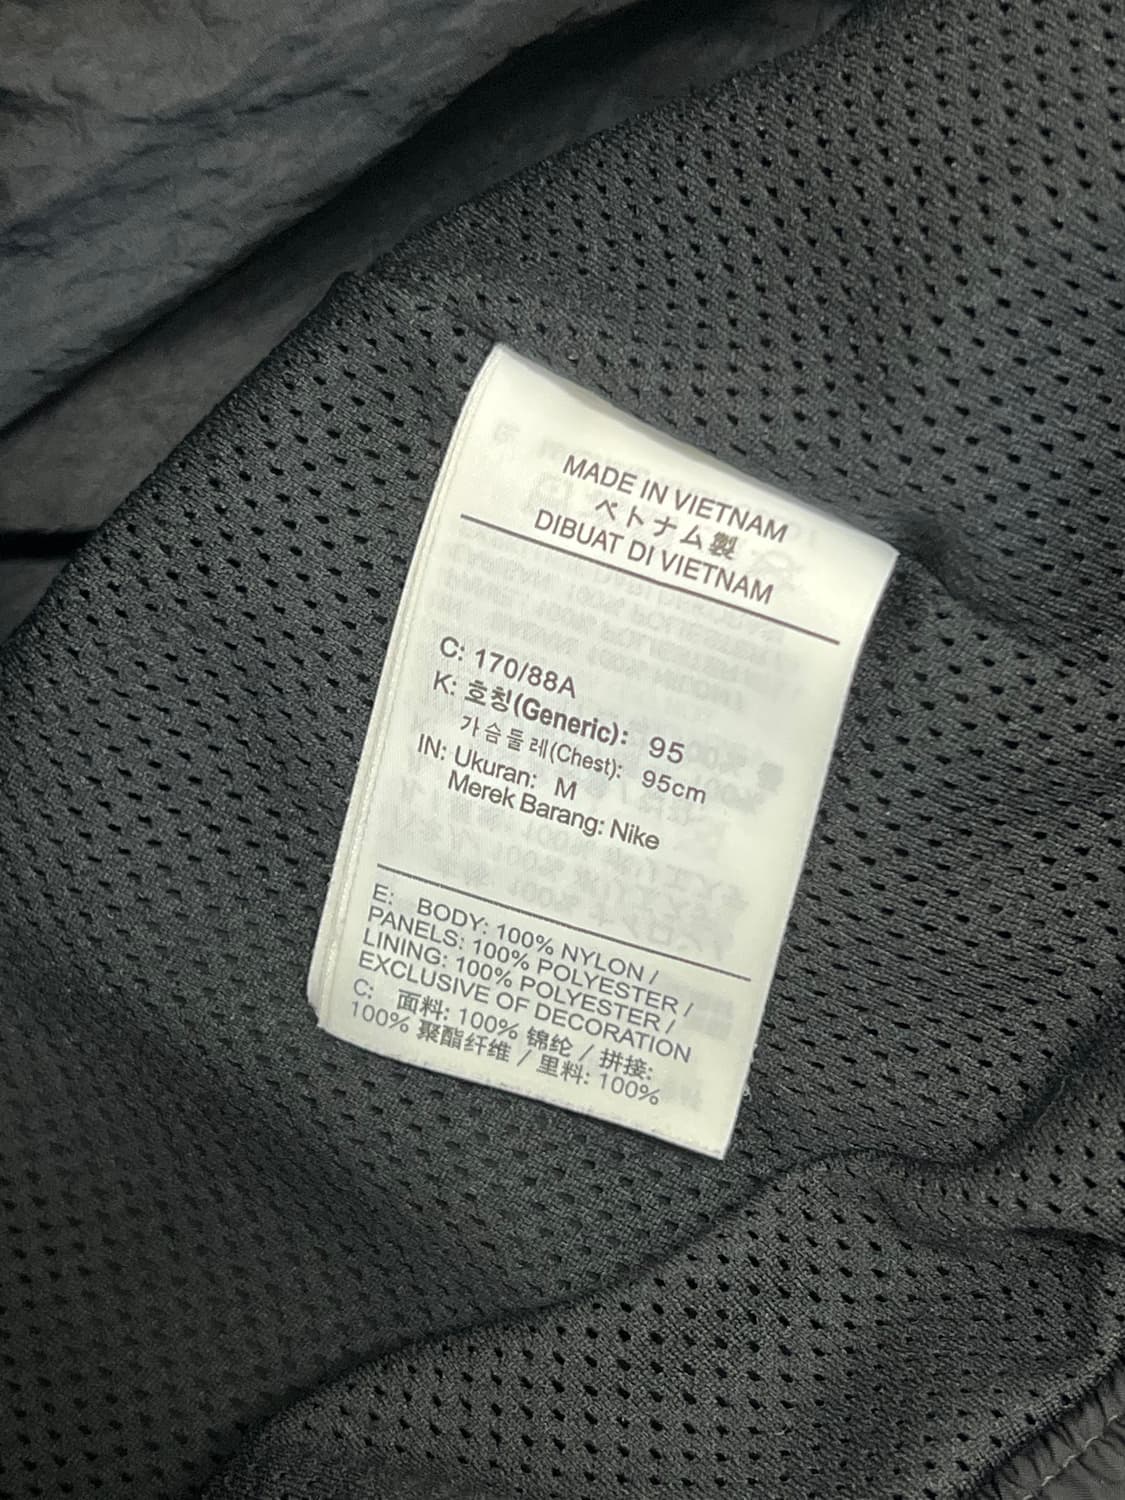 MADE IN VIETNAM
ベトナム製
DIBUAT DI VIETNAM
C: 170/88A
K: 호칭(Generic): 95
가슴둘레(Chest): 95cm
IN: Ukuran: M
Merek Barang: Nike
E: BODY: 100% NYLON /
PANELS: 100% POLYESTER /
LINING: 100% POLYESTER /
EXCLUSIVE OF DECORATION
C: 面料: 100% 锦纶 / 拼接:
100% 聚酯纤维 / 里料: 100%